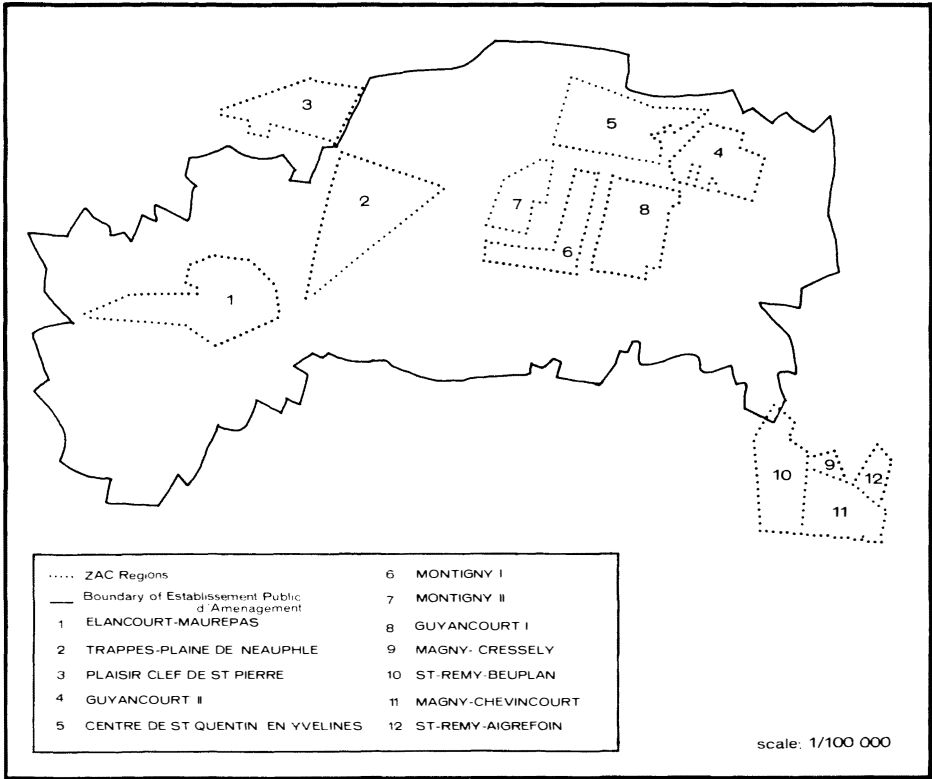 3
5
4
2
7
8
6
1
9
10
12
11
..... ZAC Regions
Boundary of Establissement Public
d'Amenagement
1 ELANCOURT-MAUREPAS
2 TRAPPES-PLAINE DE NEAUPHLE
3 PLAISIR CLEF DE ST PIERRE
4 GUYANCOURT II
5 CENTRE DE ST QUENTIN EN YVELINES
6 MONTIGNY I
7 MONTIGNY II
8 GUYANCOURT I
9 MAGNY-CRESSELY
10 ST-REMY-BEUPLAN
11 MAGNY-CHEVINCOURT
12 ST-REMY-AIGREFOIN
scale: 1/100 000